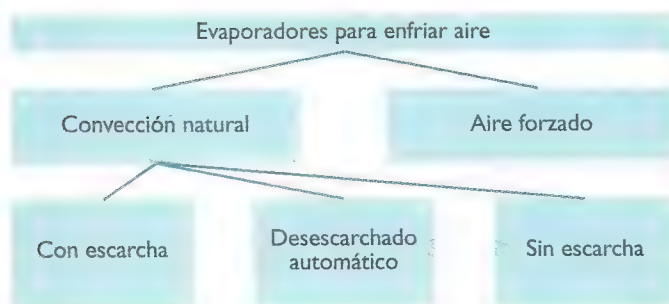 Evaporadores para enfriar aire
Convección natural
Aire forzado
Con escarcha
Desescarchado
automático
Sin escarcha